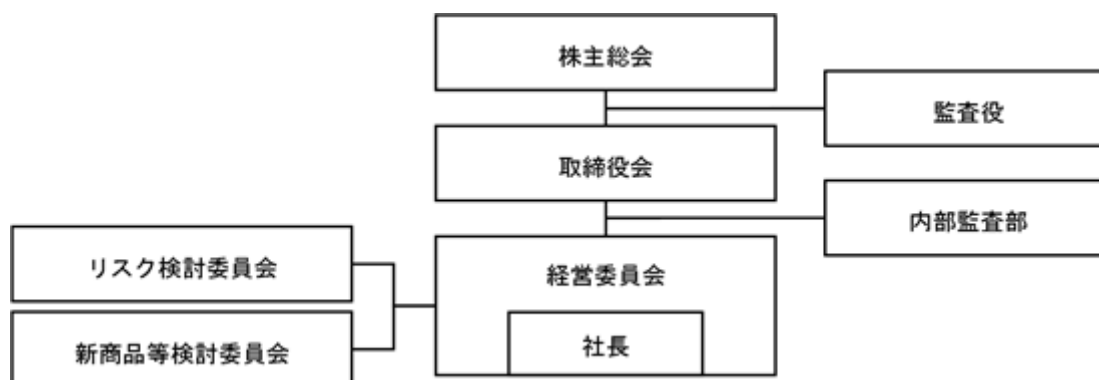 株主総会
監査役
取締役会
内部監査部
リスク検討委員会
経営委員会
新商品等検討委員会
社長